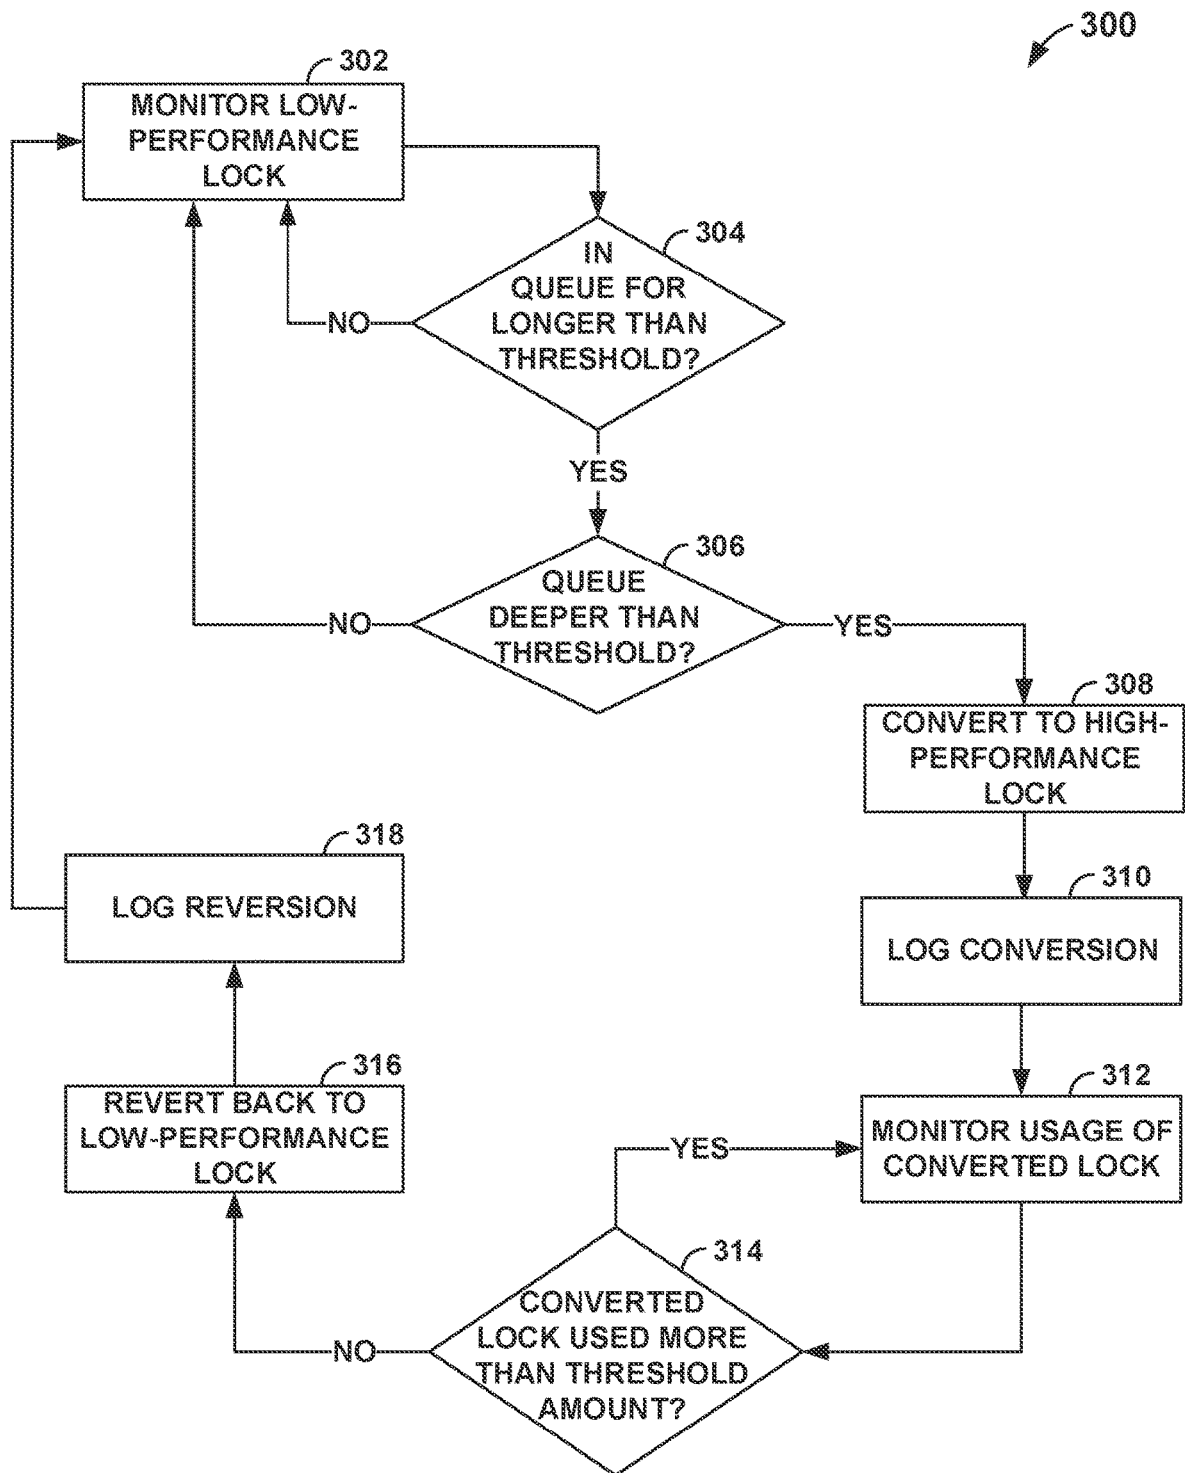 300
302
MONITOR LOW-
PERFORMANCE
LOCK
304
IN
QUEUE FOR
LONGER THAN
THRESHOLD?
NO
YES
306
QUEUE
DEEPER THAN
THRESHOLD?
NO
YES
308
CONVERT TO HIGH-
PERFORMANCE
LOCK
318
LOG REVERSION
310
LOG CONVERSION
316
REVERT BACK TO
LOW-PERFORMANCE
LOCK
312
MONITOR USAGE OF
CONVERTED LOCK
YES
314
CONVERTED
LOCK USED MORE
THAN THRESHOLD
AMOUNT?
NO